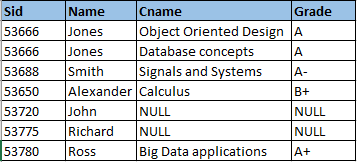 Sid Name Cname Grade
53666 Jones Object Oriented Design A
53666 Jones Database concepts A
53688 Smith Signals and Systems A-
53650 Alexander Calculus B+
53720 John NULL NULL
53775 Richard NULL NULL
53780 Ross Big Data applications A+